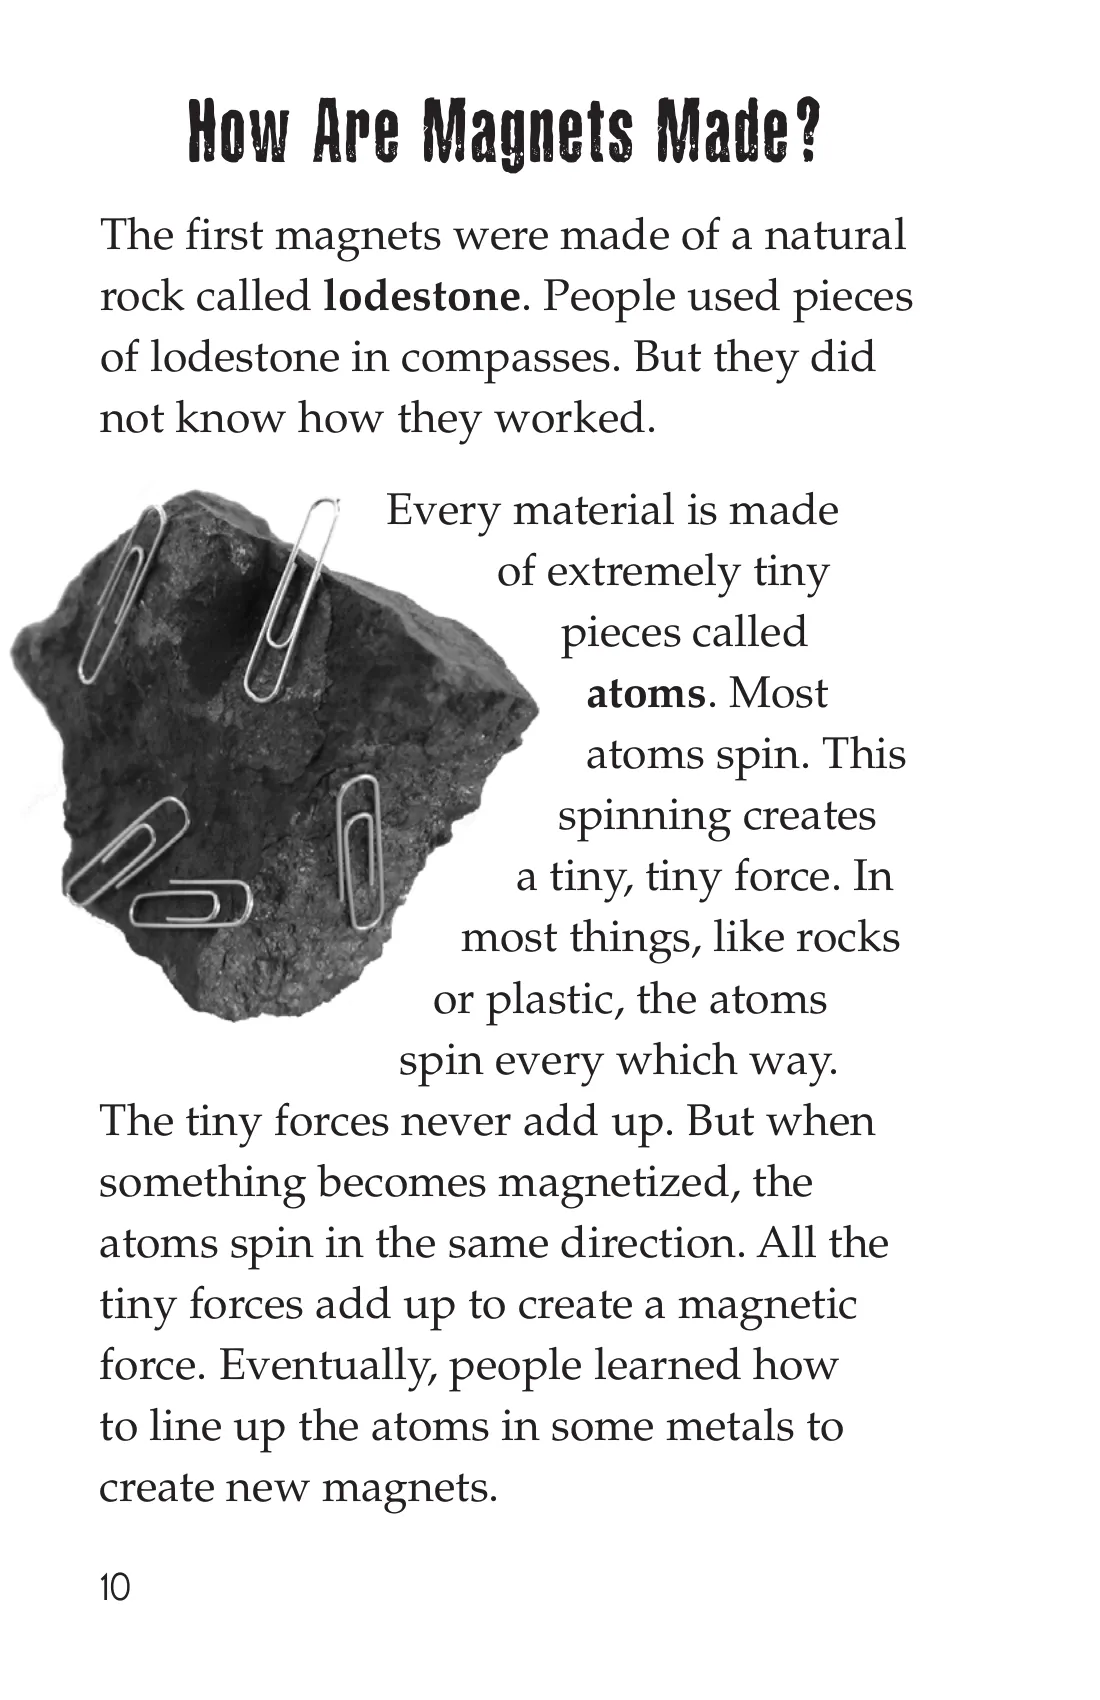 How Are Magnets Made?
The first magnets were made of a natural
rock called lodestone. People used pieces
of lodestone in compasses. But they did
not know how they worked.
Every material is made
of extremely tiny
pieces called
atoms. Most
atoms spin. This
spinning creates
a tiny, tiny force. In
most things, like rocks
or plastic, the atoms
spin every which way.
The tiny forces never add up. But when
something becomes magnetized, the
atoms spin in the same direction. All the
tiny forces add up to create a magnetic
force. Eventually, people learned how
to line up the atoms in some metals to
create new magnets.
10